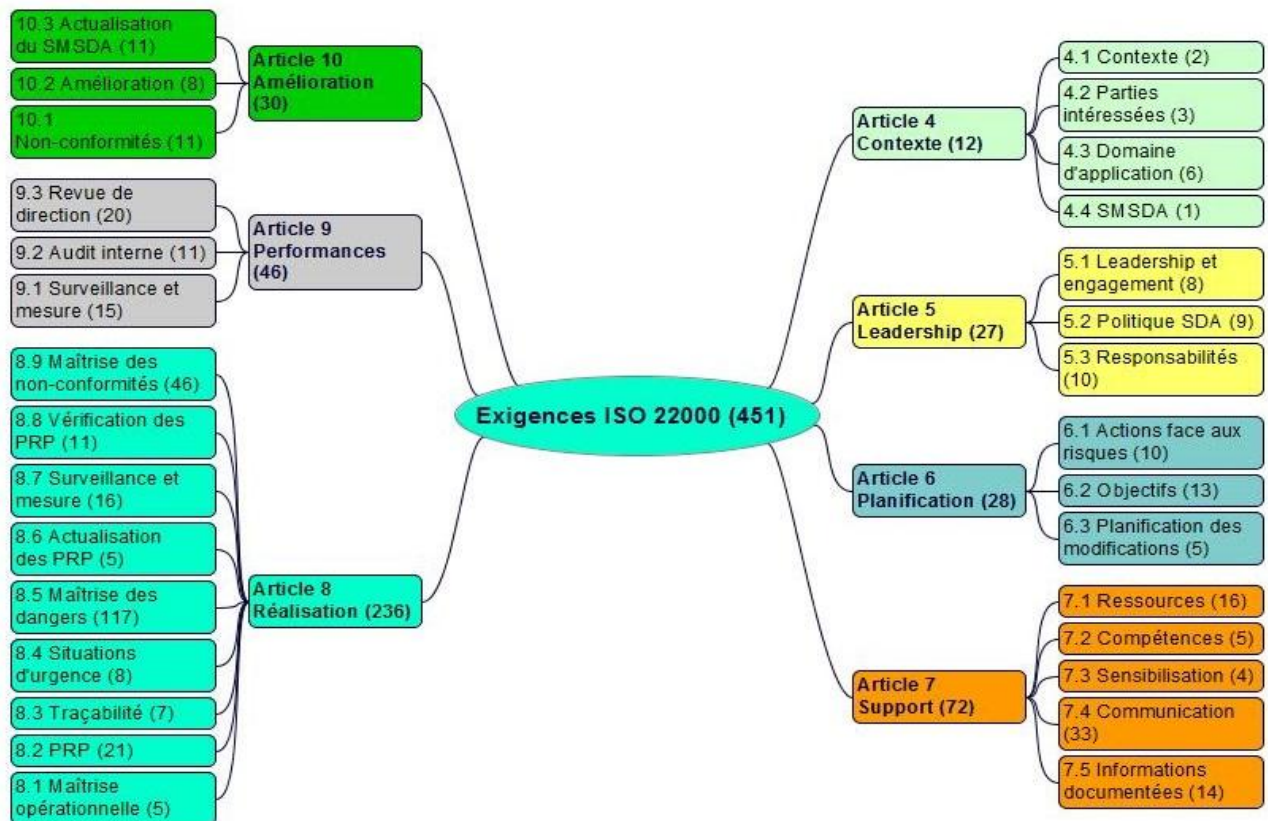 Exigences ISO 22000 (451)
Article 4
Contexte (12)
4.1 Contexte (2)
4.2 Parties
intéressées (3)
4.3 Domaine
d'application (6)
4.4 SMSDA (1)
Article 5
Leadership (27)
5.1 Leadership et
engagement (8)
5.2 Politique SDA (9)
5.3 Responsabilités
(10)
Article 6
Planification (28)
6.1 Actions face aux
risques (10)
6.2 Objectifs (13)
6.3 Planification des
modifications (5)
Article 7
Support (72)
7.1 Ressources (16)
7.2 Compétences (5)
7.3 Sensibilisation (4)
7.4 Communication
(33)
7.5 Informations
documentées (14)
Article 10
Amélioration
(30)
10.3 Actualisation
du SMSDA (11)
10.2 Amélioration (8)
10.1
Non-conformités (11)
Article 9
Performances
(46)
9.3 Revue de
direction (20)
9.2 Audit interne (11)
9.1 Surveillance et
mesure (15)
Article 8
Réalisation (236)
8.9 Maîtrise des
non-conformités (46)
8.8 Vérification des
PRP (11)
8.7 Surveillance et
mesure (16)
8.6 Actualisation
des PRP (5)
8.5 Maîtrise des
dangers (117)
8.4 Situations
d'urgence (8)
8.3 Traçabilité (7)
8.2 PRP (21)
8.1 Maîtrise
opérationnelle (5)